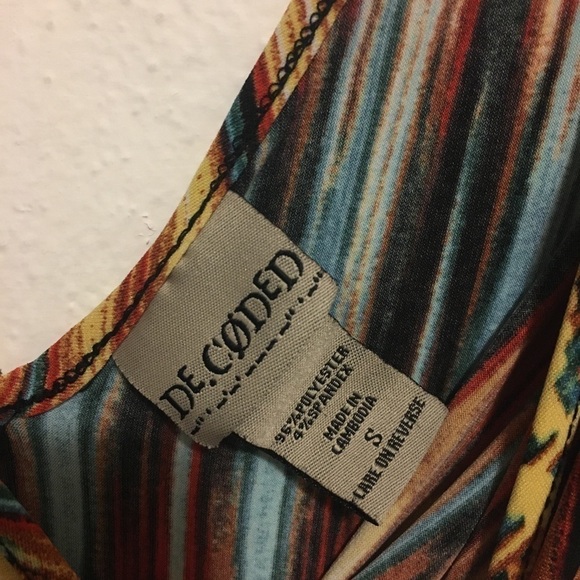 DE.CØDED
95%POLYESTER
4%SPANDEX
MADE IN
CAMBODIA
S
CARE ON REVERSE